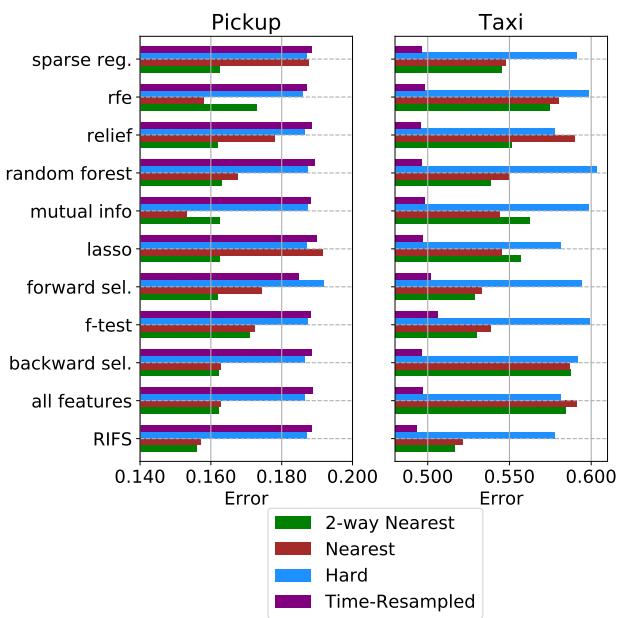 Pickup Taxi
sparse reg.
rfe
relief
random forest
mutual info
lasso
forward sel.
f-test
backward sel.
all features
RIFS
0.140 0.160 0.180 0.200 0.500 0.550 0.600
Error Error
2-way Nearest
Nearest
Hard
Time-Resampled